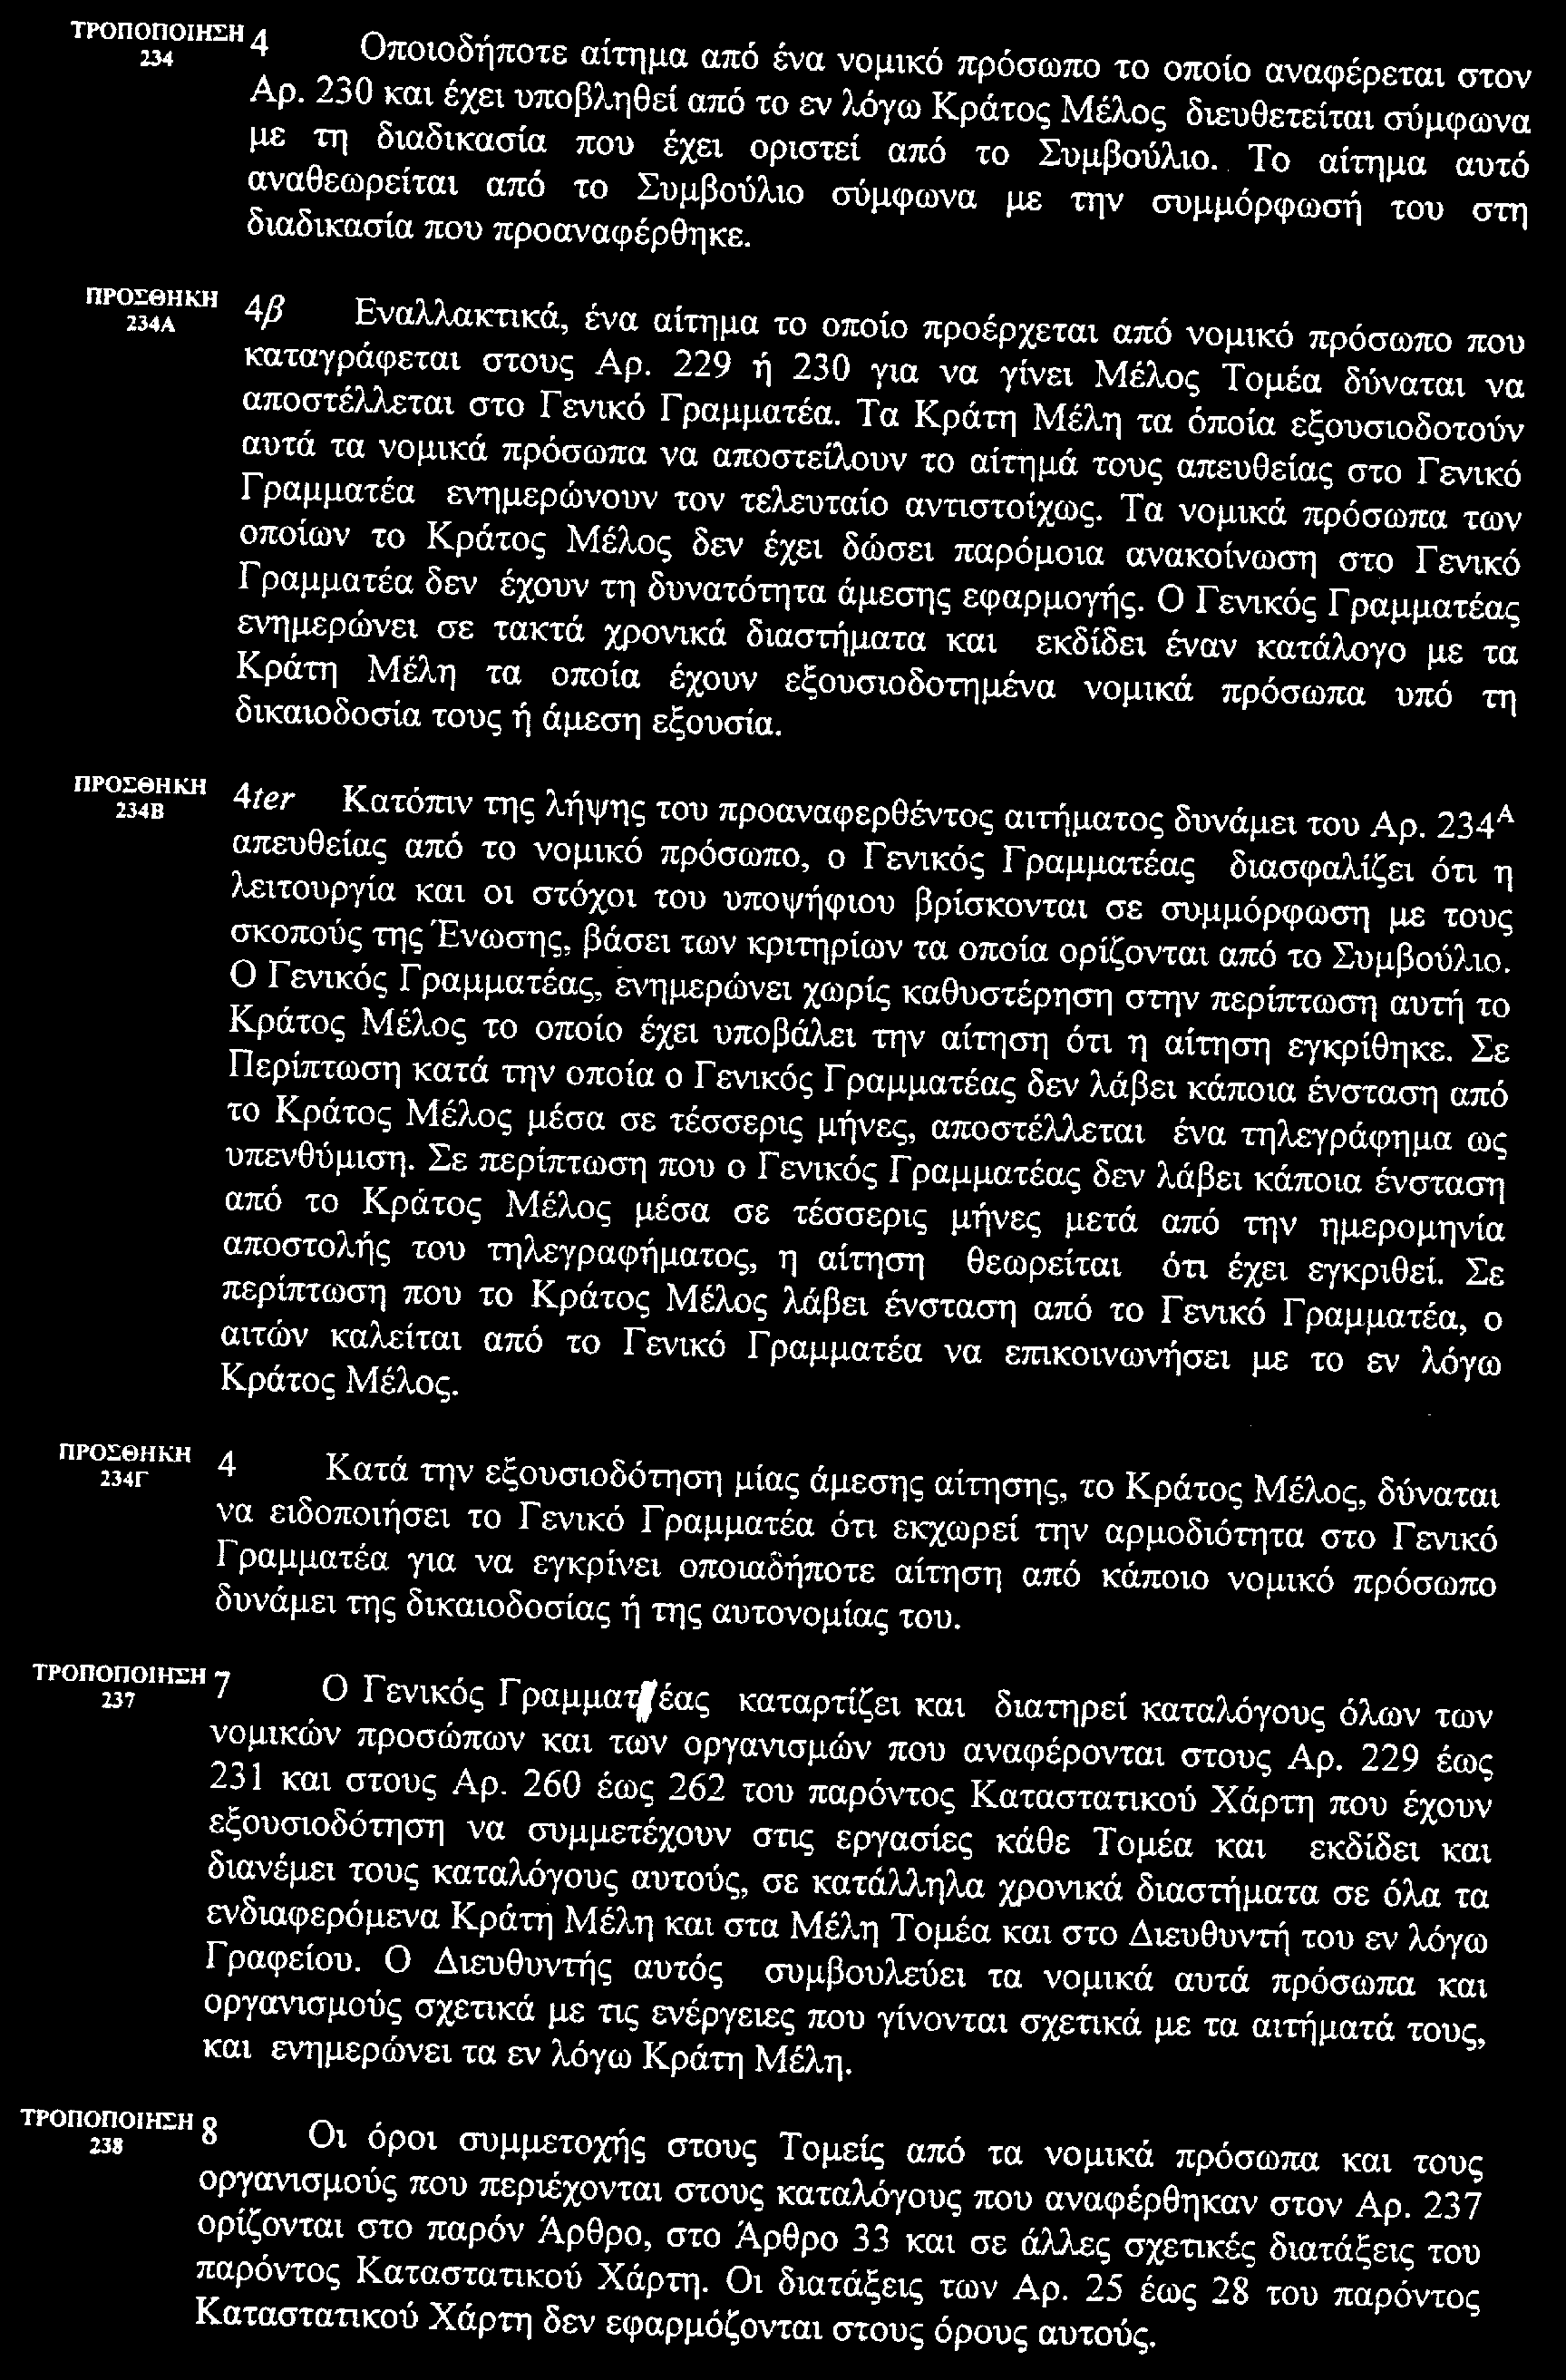 ΤΡΟΠΟΠΟΙΗΣΗ 4 Οποιοδήποτε αίτημα από ένα νομικό πρόσωπο το οποίο αναφέρεται στον
234
Αρ. 230 και έχει υποβληθεί από το εν λόγω Κράτος Μέλος διευθετείται σύμφωνα
με τη διαδικασία που έχει οριστεί από το Συμβούλιο. Το αίτημα αυτό
αναθεωρείται από το Συμβούλιο σύμφωνα με την συμμόρφωσή του στη
διαδικασία που προαναφέρθηκε.
ΠΡΟΣΘΗΚΗ 4β Εναλλακτικά, ένα αίτημα το οποίο προέρχεται από νομικό πρόσωπο που
234Α
καταγράφεται στους Αρ. 229 ή 230 για να γίνει Μέλος Τομέα δύναται να
αποστέλλεται στο Γενικό Γραμματέα. Τα Κράτη Μέλη τα όποία εξουσιοδοτούν
αυτά τα νομικά πρόσωπα να αποστείλουν το αίτημά τους απευθείας στο Γενικό
Γραμματέα ενημερώνουν τον τελευταίο αντιστοίχως. Τα νομικά πρόσωπα των
οποίων το Κράτος Μέλος δεν έχει δώσει παρόμοια ανακοίνωση στο Γενικό
Γραμματέα δεν έχουν τη δυνατότητα άμεσης εφαρμογής. Ο Γενικός Γραμματέας
ενημερώνει σε τακτά χρονικά διαστήματα και εκδίδει έναν κατάλογο με τα
Κράτη Μέλη τα οποία έχουν εξουσιοδοτημένα νομικά πρόσωπα υπό τη
δικαιοδοσία τους ή άμεση εξουσία.
ΠΡΟΣΘΗΚΗ 4ter Κατόπιν της λήψης του προαναφερθέντος αιτήματος δυνάμει του Αρ. 234Α
234Β
απευθείας από το νομικό πρόσωπο, ο Γενικός Γραμματέας διασφαλίζει ότι η
λειτουργία και οι στόχοι του υποψήφιου βρίσκονται σε συμμόρφωση με τους
σκοπούς της Ένωσης, βάσει των κριτηρίων τα οποία ορίζονται από το Συμβούλιο.
Ο Γενικός Γραμματέας, ενημερώνει χωρίς καθυστέρηση στην περίπτωση αυτή το
Κράτος Μέλος το οποίο έχει υποβάλει την αίτηση ότι η αίτηση εγκρίθηκε. Σε
Περίπτωση κατά την οποία ο Γενικός Γραμματέας δεν λάβει κάποια ένσταση από
το Κράτος Μέλος μέσα σε τέσσερις μήνες, αποστέλλεται ένα τηλεγράφημα ως
υπενθύμιση. Σε περίπτωση που ο Γενικός Γραμματέας δεν λάβει κάποια ένσταση
από το Κράτος Μέλος μέσα σε τέσσερις μήνες μετά από την ημερομηνία
αποστολής του τηλεγραφήματος, η αίτηση θεωρείται ότι έχει εγκριθεί. Σε
περίπτωση που το Κράτος Μέλος λάβει ένσταση από το Γενικό Γραμματέα, ο
αιτών καλείται από το Γενικό Γραμματέα να επικοινωνήσει με το εν λόγω
Κράτος Μέλος.
ΠΡΟΣΘΗΚΗ 4 Κατά την εξουσιοδότηση μίας άμεσης αίτησης, το Κράτος Μέλος, δύναται
234Γ
να ειδοποιήσει το Γενικό Γραμματέα ότι εκχωρεί την αρμοδιότητα στο Γενικό
Γραμματέα για να εγκρίνει οποιαδήποτε αίτηση από κάποιο νομικό πρόσωπο
δυνάμει της δικαιοδοσίας ή της αυτονομίας του.
ΤΡΟΠΟΠΟΙΗΣΗ 7 Ο Γενικός Γραμματέας καταρτίζει και διατηρεί καταλόγους όλων των
237
νομικών προσώπων και των οργανισμών που αναφέρονται στους Αρ. 229 έως
231 και στους Αρ. 260 έως 262 του παρόντος Καταστατικού Χάρτη που έχουν
εξουσιοδότηση να συμμετέχουν στις εργασίες κάθε Τομέα και εκδίδει και
διανέμει τους καταλόγους αυτούς, σε κατάλληλα χρονικά διαστήματα σε όλα τα
ενδιαφερόμενα Κράτη Μέλη και στα Μέλη Τομέα και στο Διευθυντή του εν λόγω
Γραφείου. Ο Διευθυντής αυτός συμβουλεύει τα νομικά αυτά πρόσωπα και
οργανισμούς σχετικά με τις ενέργειες που γίνονται σχετικά με τα αιτήματά τους,
και ενημερώνει τα εν λόγω Κράτη Μέλη.
ΤΡΟΠΟΠΟΙΗΣΗ 8 Οι όροι συμμετοχής στους Τομείς από τα νομικά πρόσωπα και τους
238
οργανισμούς που περιέχονται στους καταλόγους που αναφέρθηκαν στον Αρ. 237
ορίζονται στο παρόν Άρθρο, στο Άρθρο 33 και σε άλλες σχετικές διατάξεις του
παρόντος Καταστατικού Χάρτη. Οι διατάξεις των Αρ. 25 έως 28 του παρόντος
Καταστατικού Χάρτη δεν εφαρμόζονται στους όρους αυτούς.